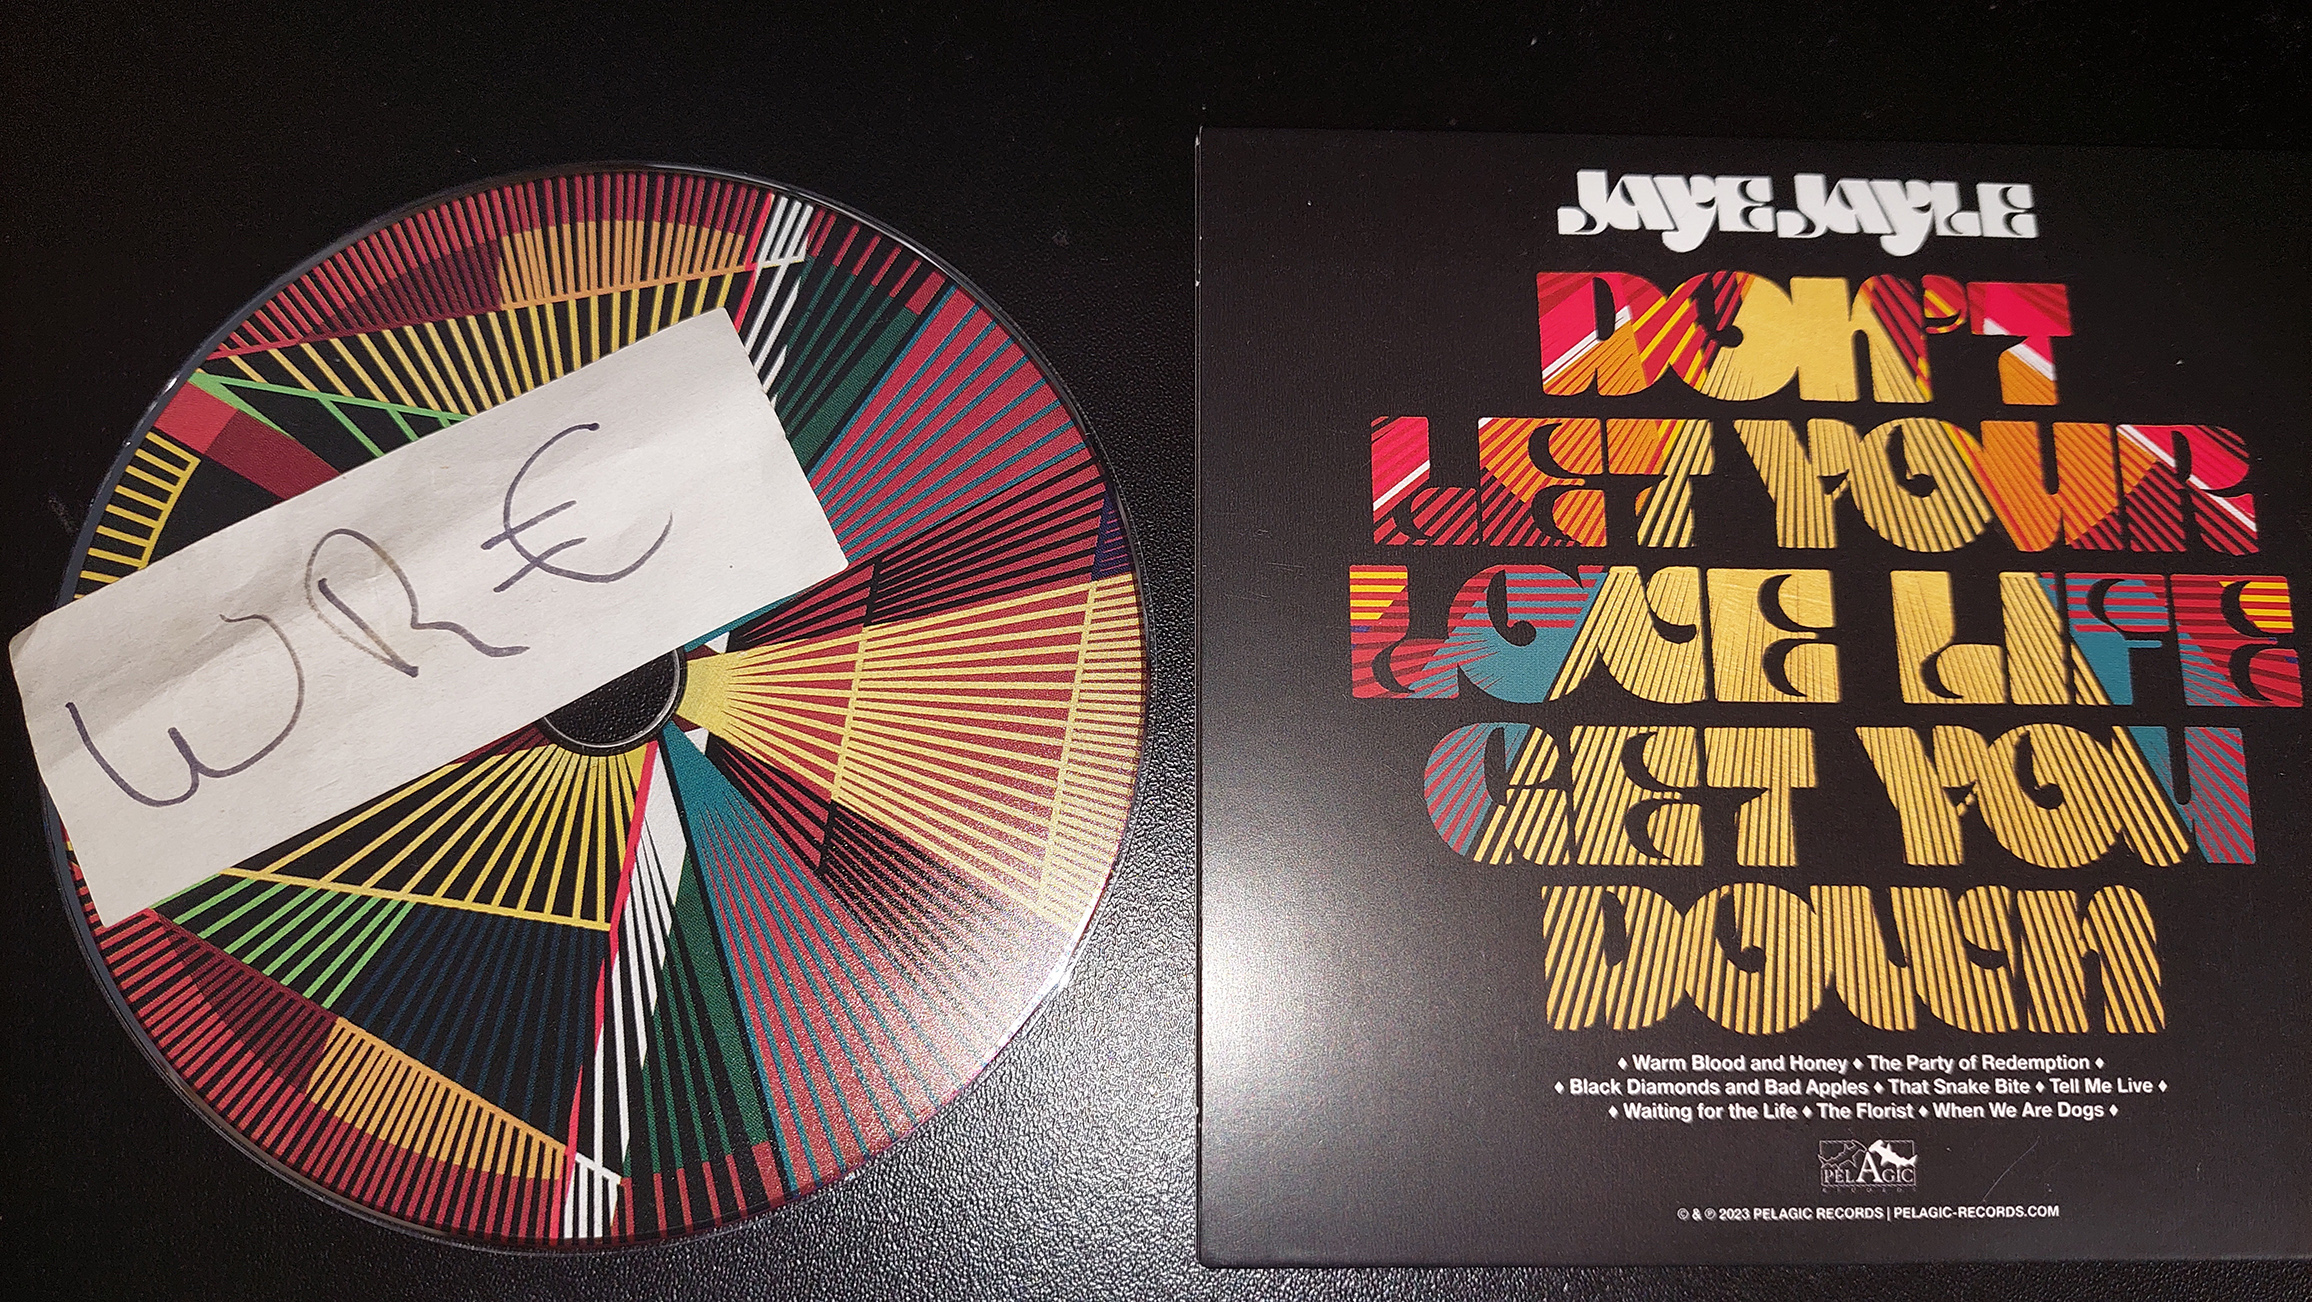 WRE
JAYE JAYLE
DON'T
LET YOUR
LOVE LIFE
GET YOU
DOWN
♦ Warm Blood and Honey ♦ The Party of Redemption ♦
♦ Black Diamonds and Bad Apples ♦ That Snake Bite ♦ Tell Me Live ♦
♦ Waiting for the Life ♦ The Florist ♦ When We Are Dogs ♦
PELAGIC
RECORDS
© & ℗ 2023 PELAGIC RECORDS | PELAGIC-RECORDS.COM